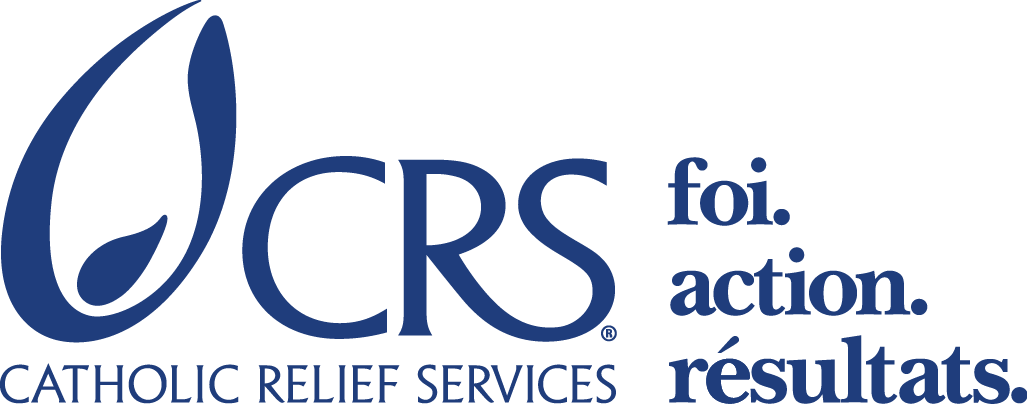 CRS®
CATHOLIC RELIEF SERVICES
foi.
action.
résultats.